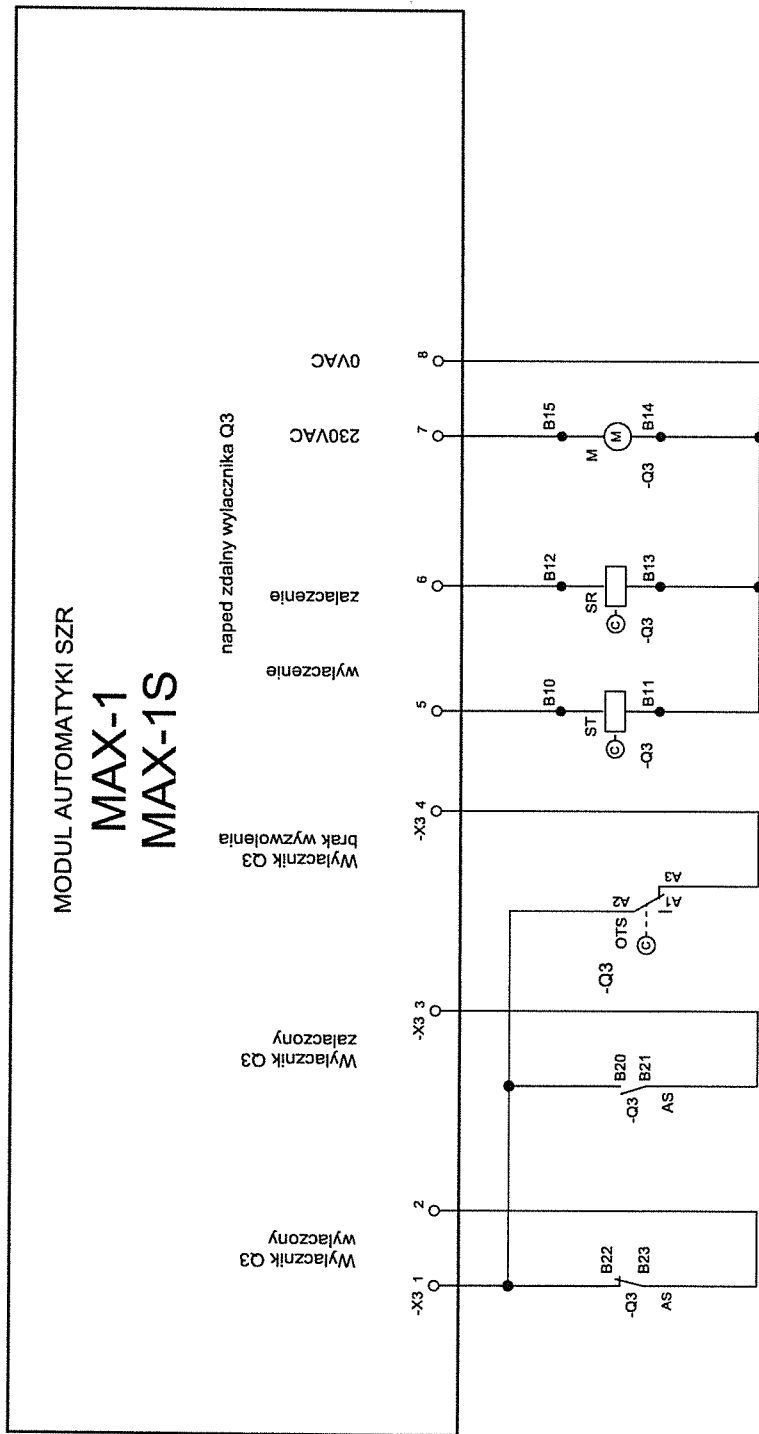 MODUL AUTOMATYKI SZR
MAX-1
MAX-1S
naped zdalny wylacznika Q3
Wylacznik Q3
wylaczony
Wylacznik Q3
zalaczony
Wylacznik Q3
brak wyzwolenia
wylaczenie
zalaczenie
230VAC
0VAC
-X3 1
2
-X3 3
-X3 4
5
6
7
8
B22
B23
-Q3
AS
B20
B21
-Q3
AS
-Q3
OTS
C
A2
A1
A3
B10
ST
C
B11
-Q3
B12
SR
C
B13
-Q3
B15
M
M
B14
-Q3